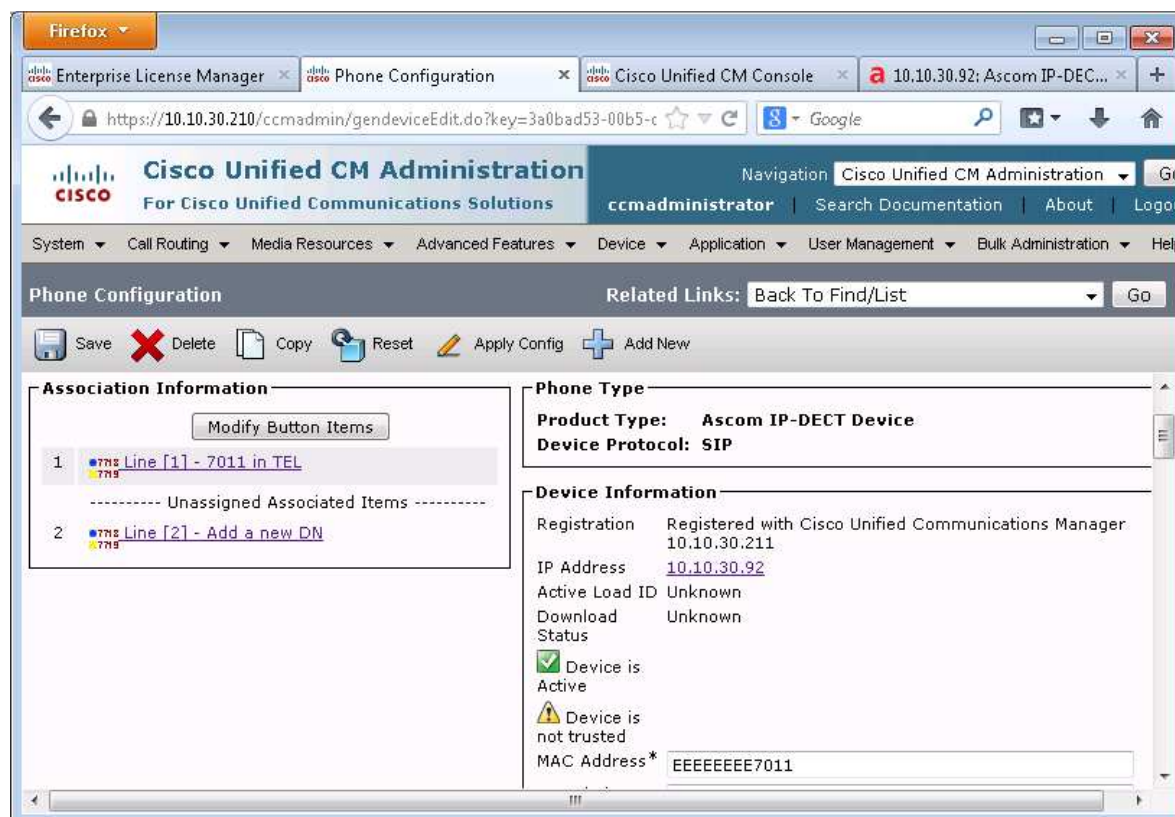 Firefox
Enterprise License Manager
Phone Configuration
Cisco Unified CM Console
10.10.30.92: Ascom IP-DEC...
https://10.10.30.210/ccmadmin/gendeviceEdit.do?key=3a0bad53-00b5-c
Google
CISCO
Cisco Unified CM Administration
For Cisco Unified Communications Solutions
Navigation Cisco Unified CM Administration
ccmadministrator | Search Documentation | About | Logo
System Call Routing Media Resources Advanced Features Device Application User Management Bulk Administration Hel
Phone Configuration
Related Links: Back To Find/List Go
Save Delete Copy Reset Apply Config Add New
Association Information
Modify Button Items
1 Line [1] - 7011 in TEL
---------- Unassigned Associated Items ----------
2 Line [2] - Add a new DN
Phone Type
Product Type: Ascom IP-DECT Device
Device Protocol: SIP
Device Information
Registration Registered with Cisco Unified Communications Manager
10.10.30.211
IP Address 10.10.30.92
Active Load ID Unknown
Download Unknown
Status
Device is
Active
Device is
not trusted
MAC Address* EEEEEEEE7011